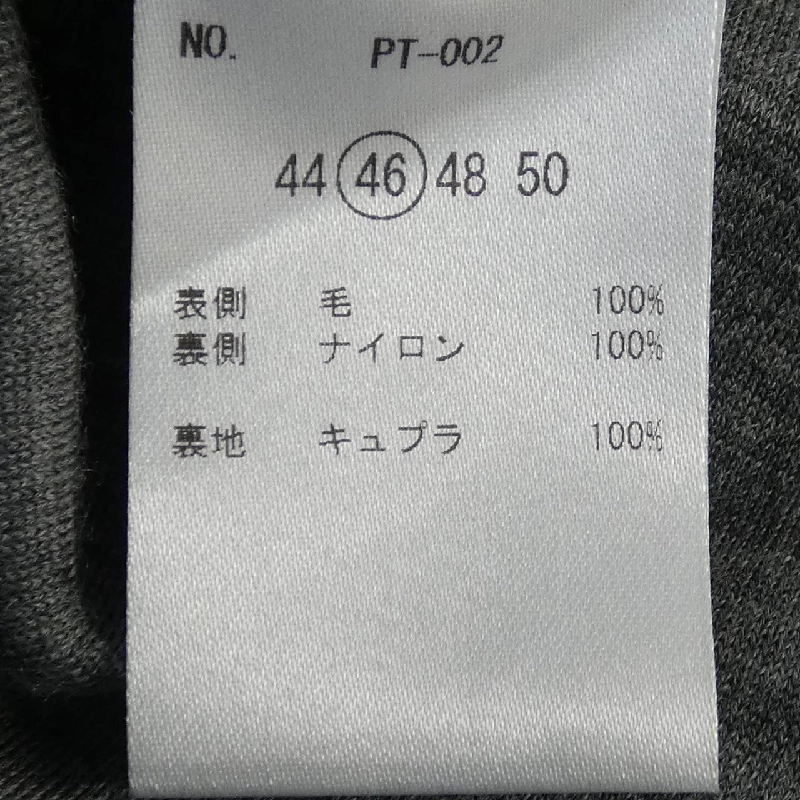 NO. PT-002
44 46 48 50
表側 毛 100%
裏側 ナイロン 100%
裏地 キュプラ 100%